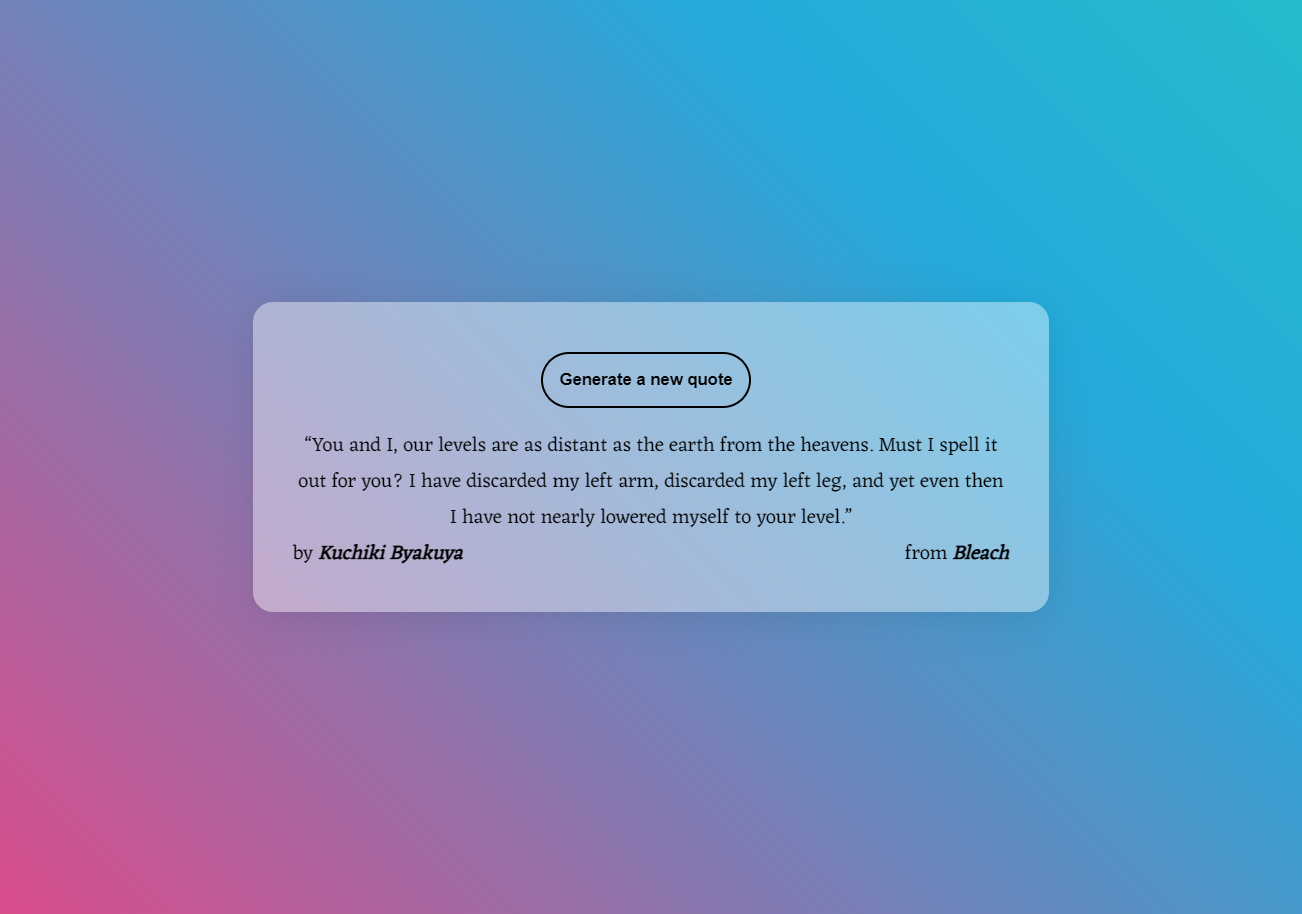 Generate a new quote
“You and I, our levels are as distant as the earth from the heavens. Must I spell it
out for you? I have discarded my left arm, discarded my left leg, and yet even then
I have not nearly lowered myself to your level.”
by Kuchiki Byakuya
from Bleach